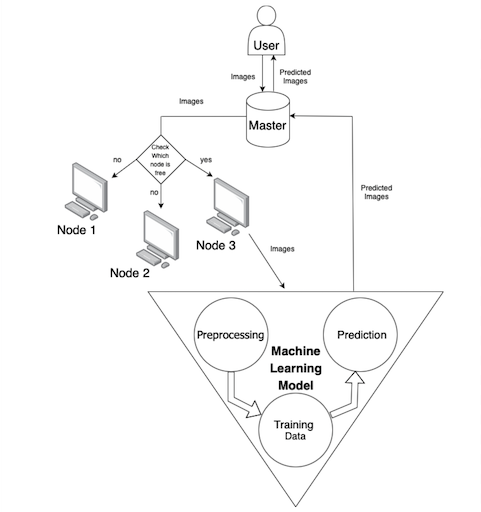 User
Images
Predicted
Images
Images
Master
Check
Which
node is
free
no
yes
no
Node 1
Node 2
Node 3
Predicted
Images
Images
Preprocessing
Prediction
Machine
Learning
Model
Training
Data